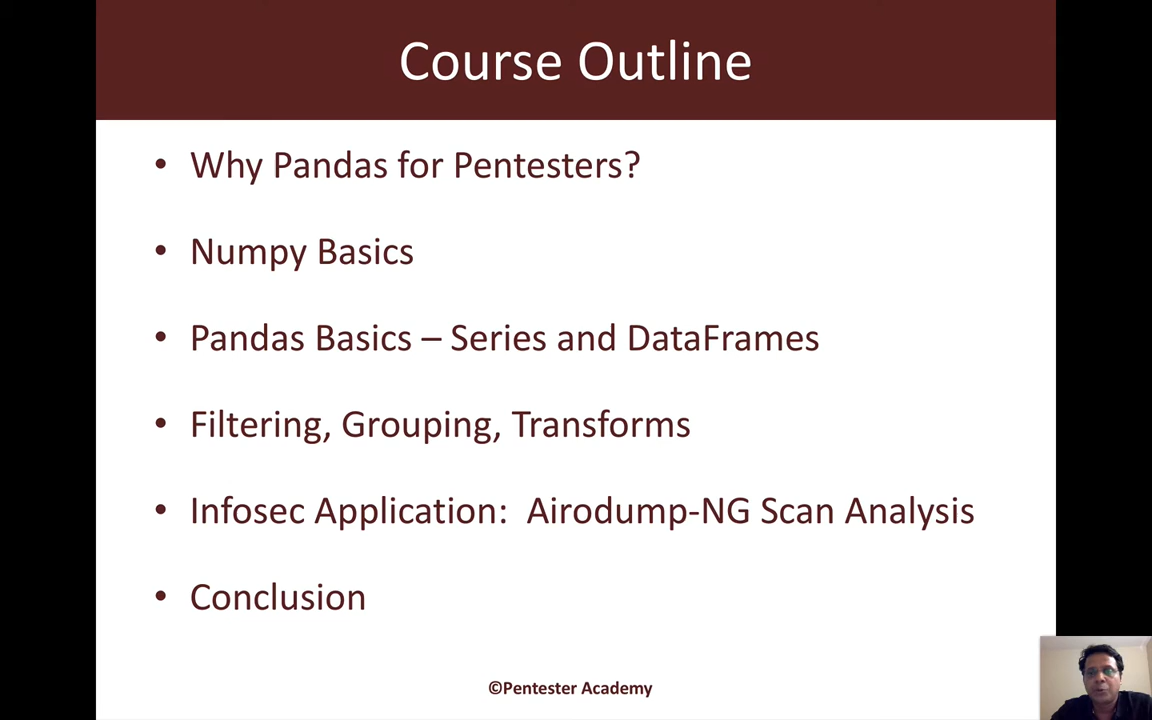 Course Outline
• Why Pandas for Pentesters?
• Numpy Basics
• Pandas Basics – Series and DataFrames
• Filtering, Grouping, Transforms
• Infosec Application:  Airodump-NG Scan Analysis
• Conclusion
©Pentester Academy